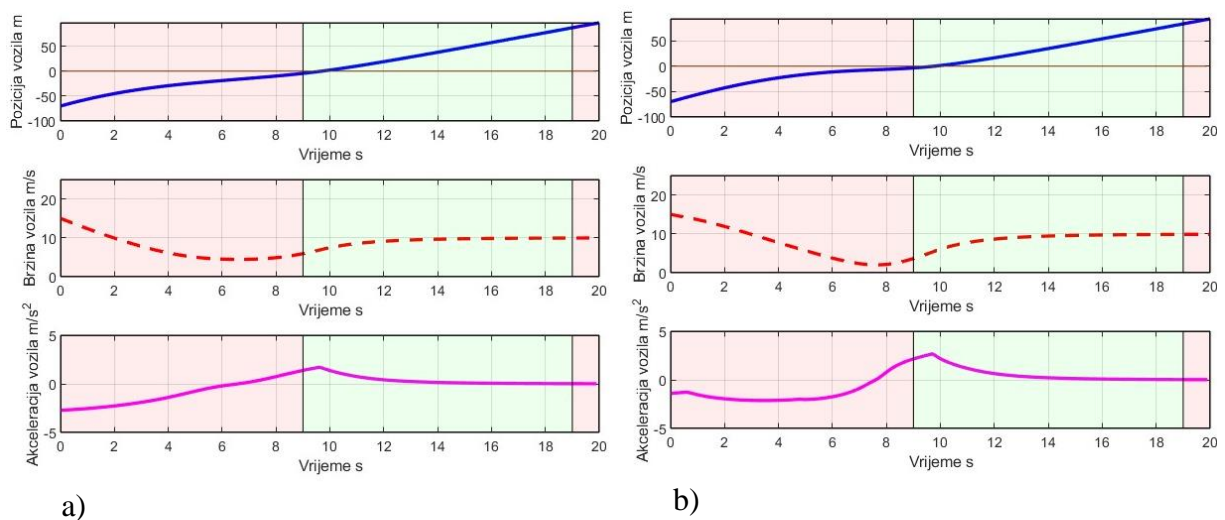 Pozicija vozila m
50
0
-50
-100
0 2 4 6 8 10 12 14 16 18 20
Vrijeme s
Brzina vozila m/s
20
10
0
0 2 4 6 8 10 12 14 16 18 20
Vrijeme s
Akceleracija vozila m/s²
5
0
-5
0 2 4 6 8 10 12 14 16 18 20
Vrijeme s
a)
Pozicija vozila m
50
0
-50
-100
0 2 4 6 8 10 12 14 16 18 20
Vrijeme s
Brzina vozila m/s
20
10
0
0 2 4 6 8 10 12 14 16 18 20
Vrijeme s
Akceleracija vozila m/s²
5
0
-5
0 2 4 6 8 10 12 14 16 18 20
Vrijeme s
b)